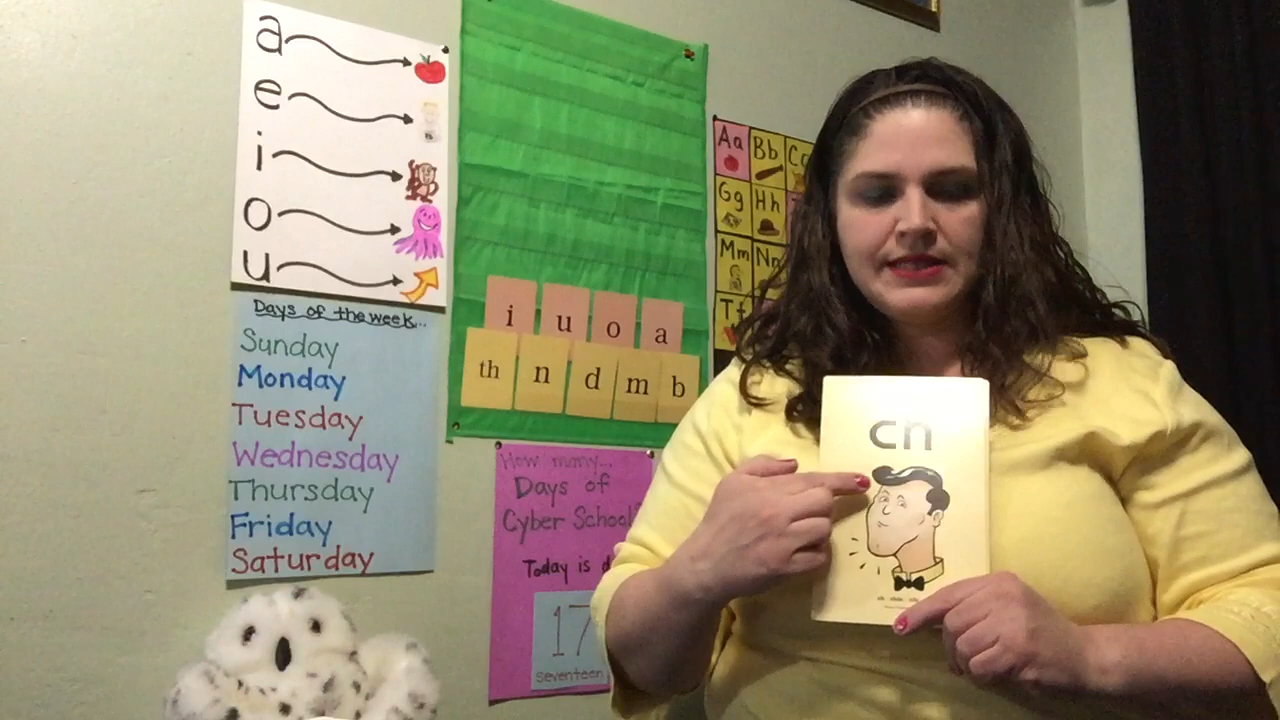 a
e
i
o
u
Days of the week...
Sunday
Monday
Tuesday
Wednesday
Thursday
Friday
Saturday
i u o a
th n d m b
Aa Bb
Gg Hh
Mm
How many...
Days of
Cyber School
Today is
17
seventeen
ch